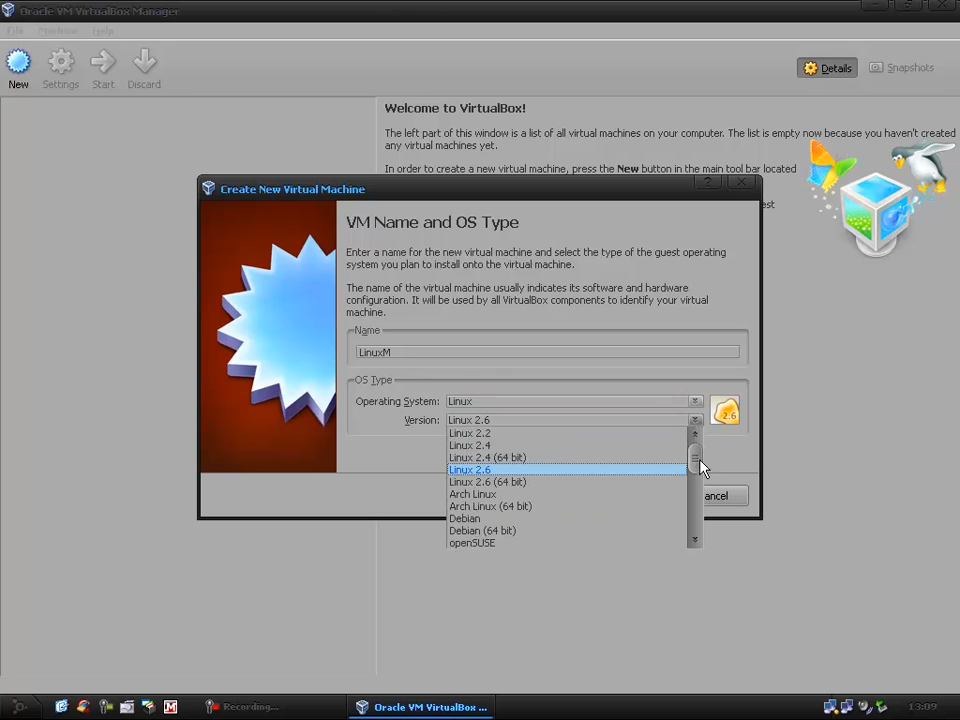 Oracle VM VirtualBox Manager
File Machine Help
New Settings Start Discard
Details Snapshots
Welcome to VirtualBox!
The left part of this window is a list of all virtual machines on your computer. The list is empty now because you haven't created
any virtual machines yet.
In order to create a new virtual machine, press the New button in the main tool bar located
est
Create New Virtual Machine
VM Name and OS Type
Enter a name for the new virtual machine and select the type of the guest operating
system you plan to install onto the virtual machine.
The name of the virtual machine usually indicates its software and hardware
configuration. It will be used by all VirtualBox components to identify your virtual
machine.
Name
LinuxM
OS Type
Operating System: Linux
Version: Linux 2.6
2.6
Linux 2.2
Linux 2.4
Linux 2.4 (64 bit)
Linux 2.6
Linux 2.6 (64 bit)
Arch Linux
Arch Linux (64 bit)
Debian
Debian (64 bit)
openSUSE
ancel
Recording...
Oracle VM VirtualBox ...
13:09